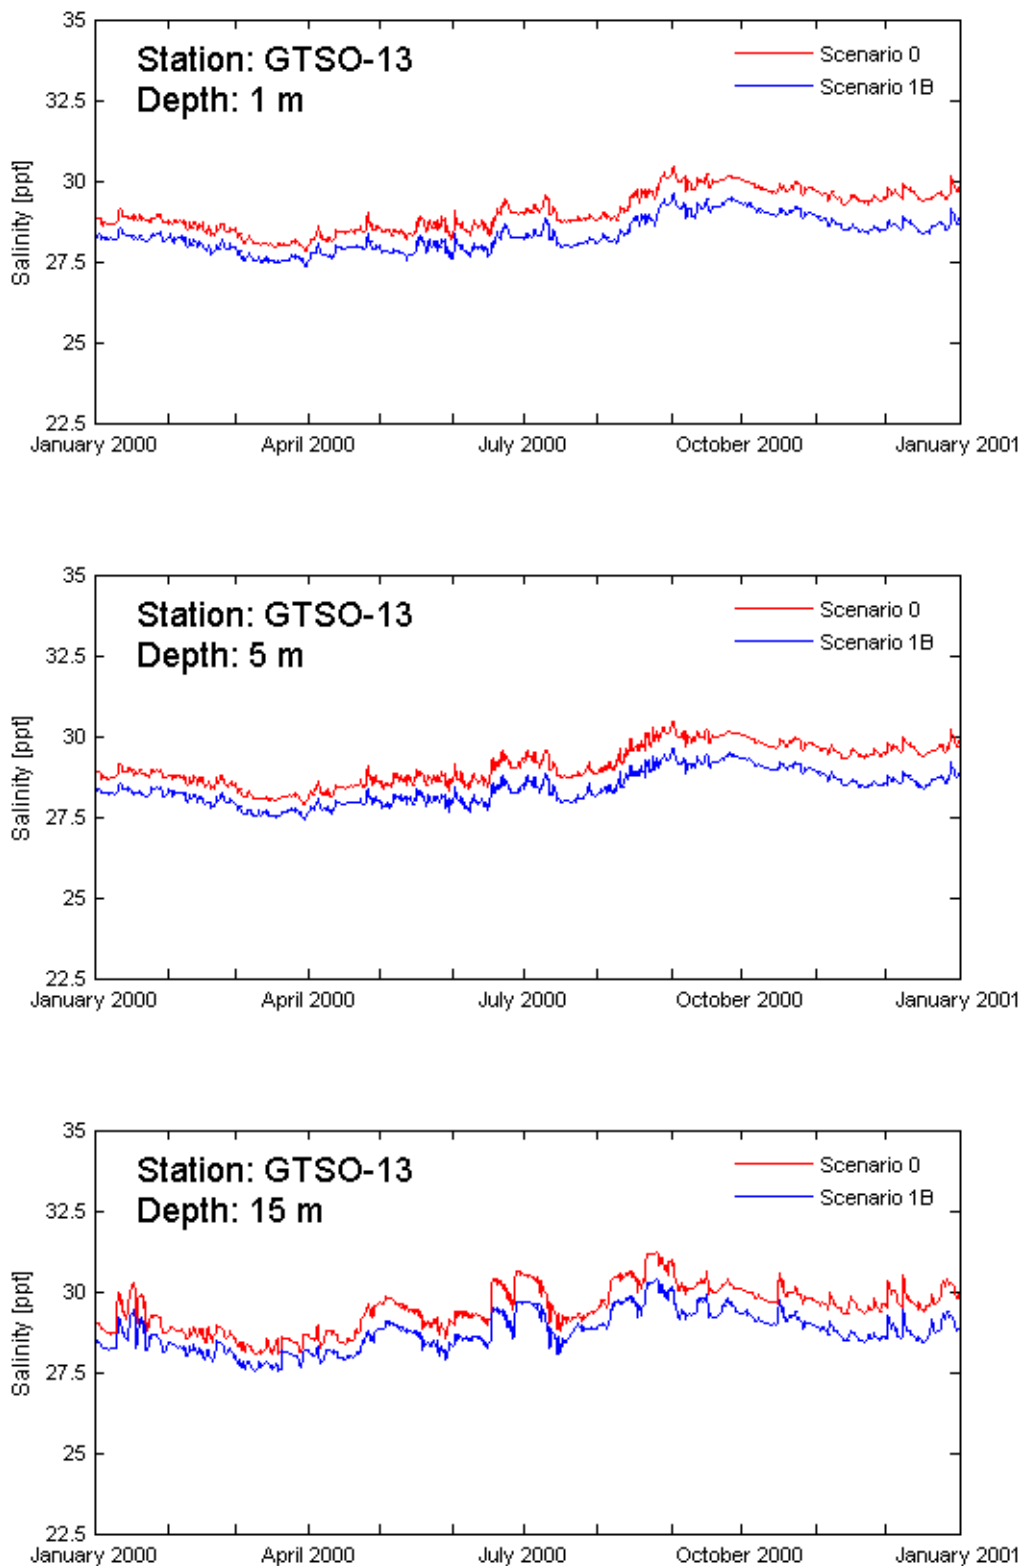 35
Station: GTSO-13
Scenario 0
Depth: 1 m
Scenario 1B
32.5
30
Salinity [ppt]
27.5
25
22.5
January 2000 April 2000 July 2000 October 2000 January 2001
35
Station: GTSO-13
Scenario 0
Depth: 5 m
Scenario 1B
32.5
30
Salinity [ppt]
27.5
25
22.5
January 2000 April 2000 July 2000 October 2000 January 2001
35
Station: GTSO-13
Scenario 0
Depth: 15 m
Scenario 1B
32.5
30
Salinity [ppt]
27.5
25
22.5
January 2000 April 2000 July 2000 October 2000 January 2001